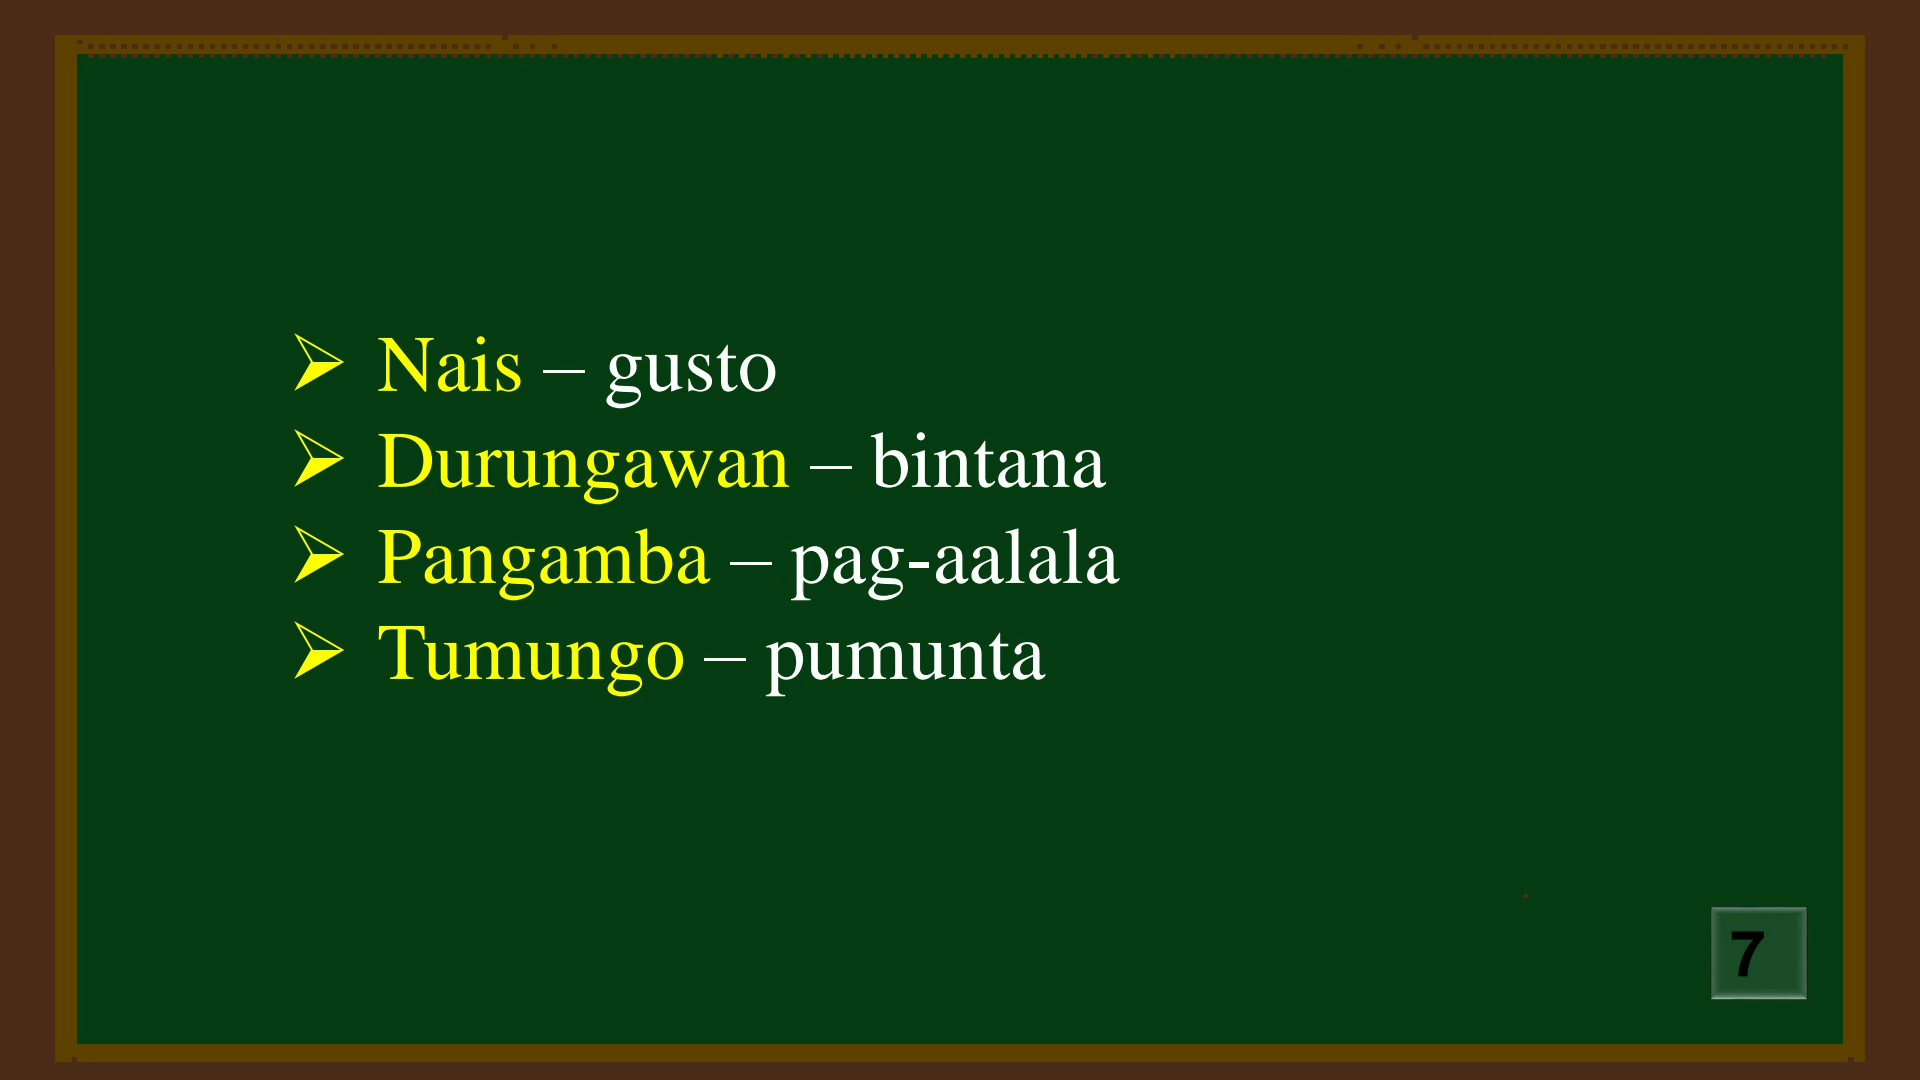 ➢ Nais – gusto
➢ Durungawan – bintana
➢ Pangamba – pag-aalala
➢ Tumungo – pumunta
7